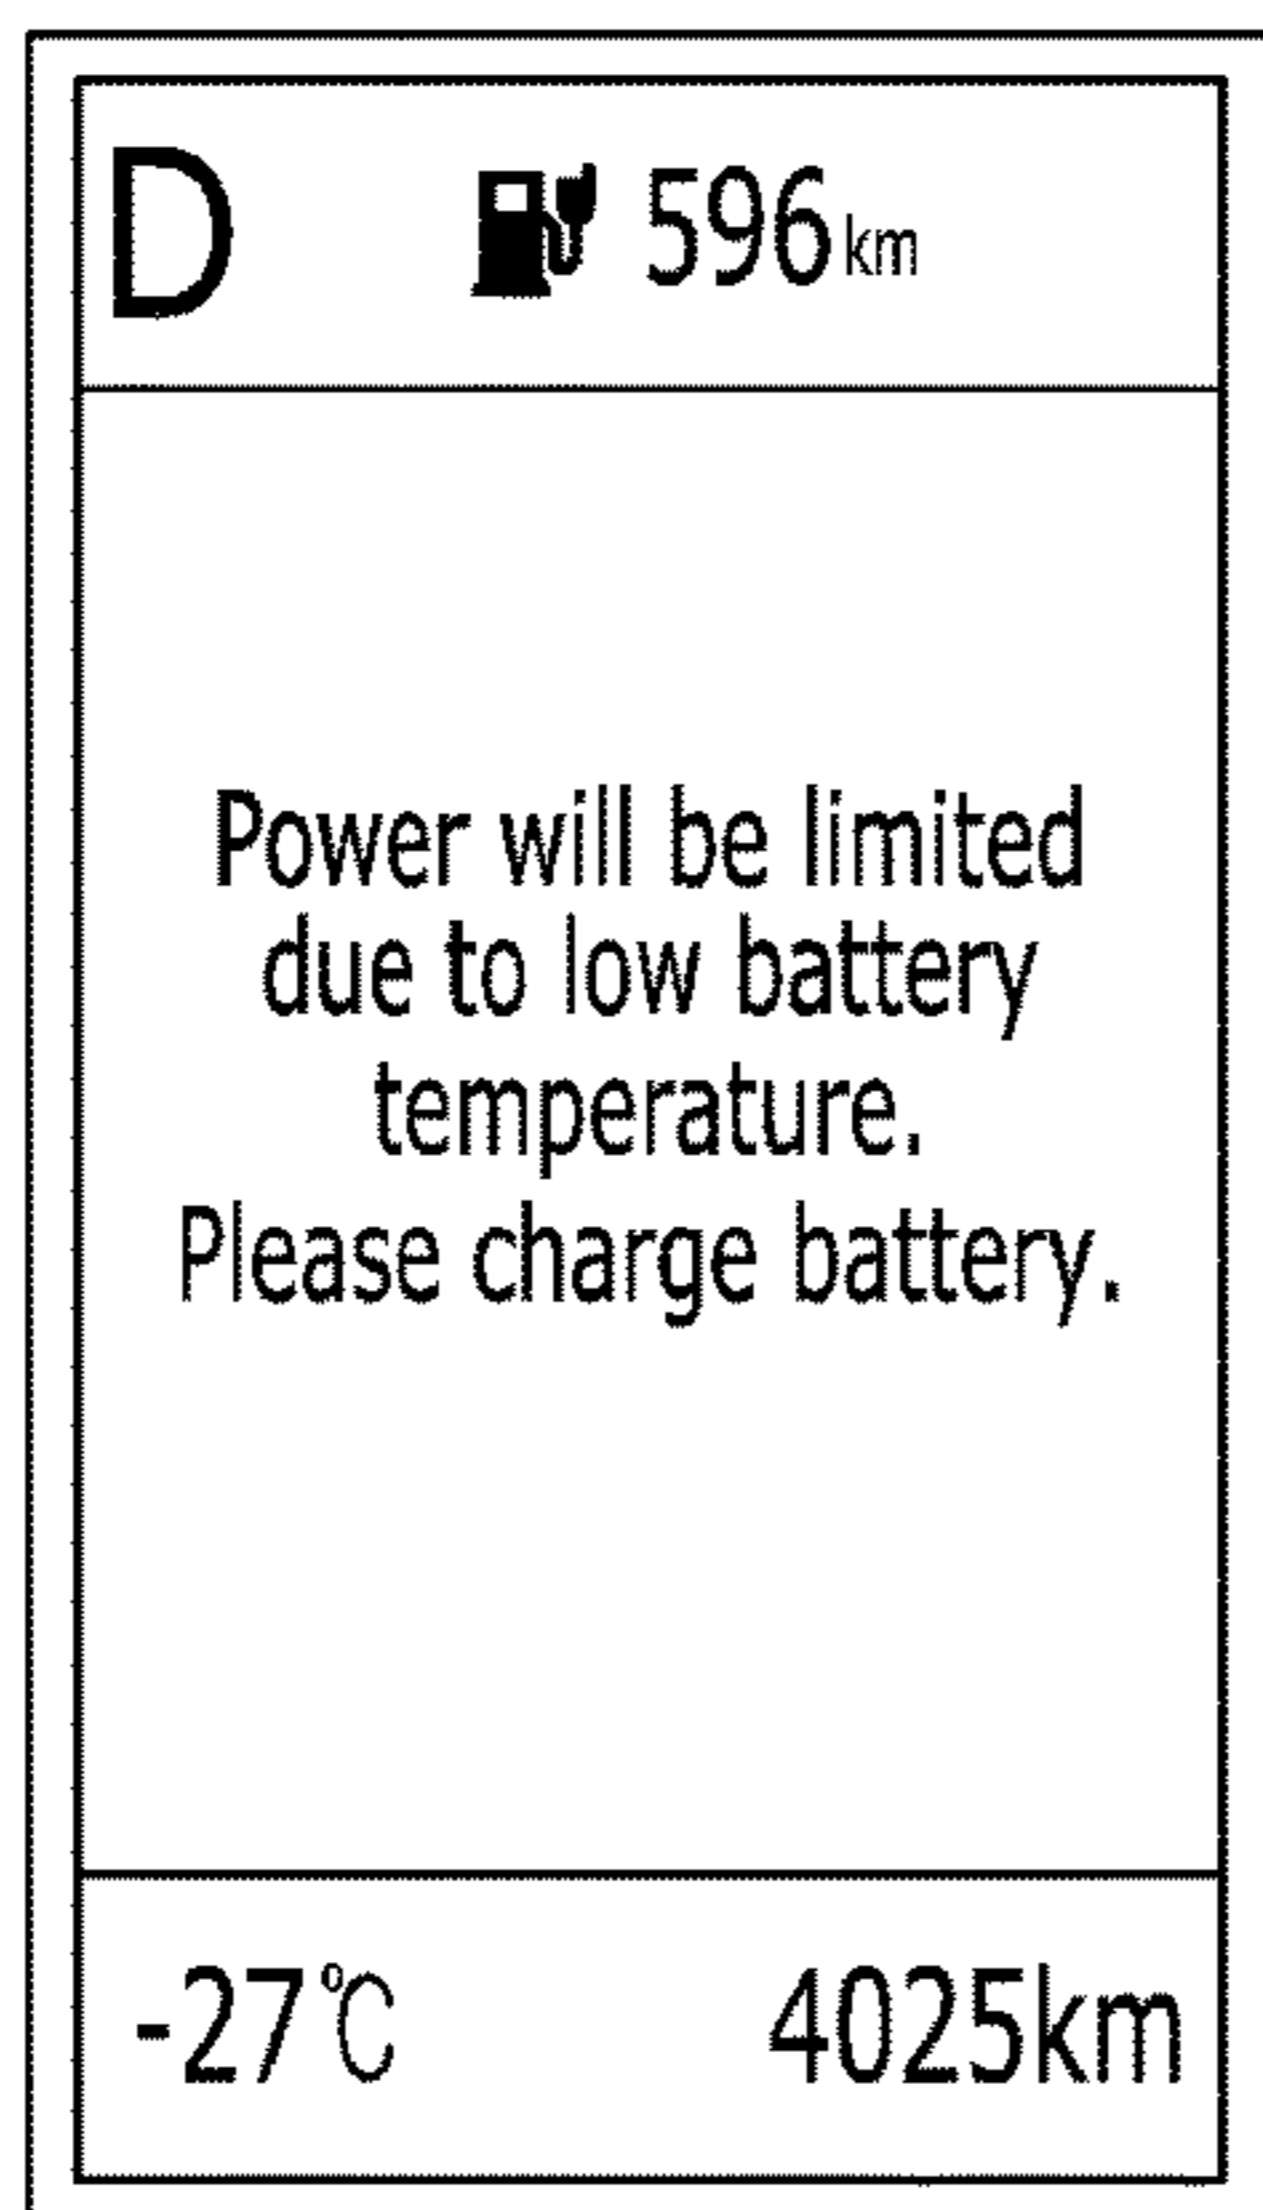 D 596km
Power will be limited
due to low battery
temperature.
Please charge battery.
-27℃ 4025km